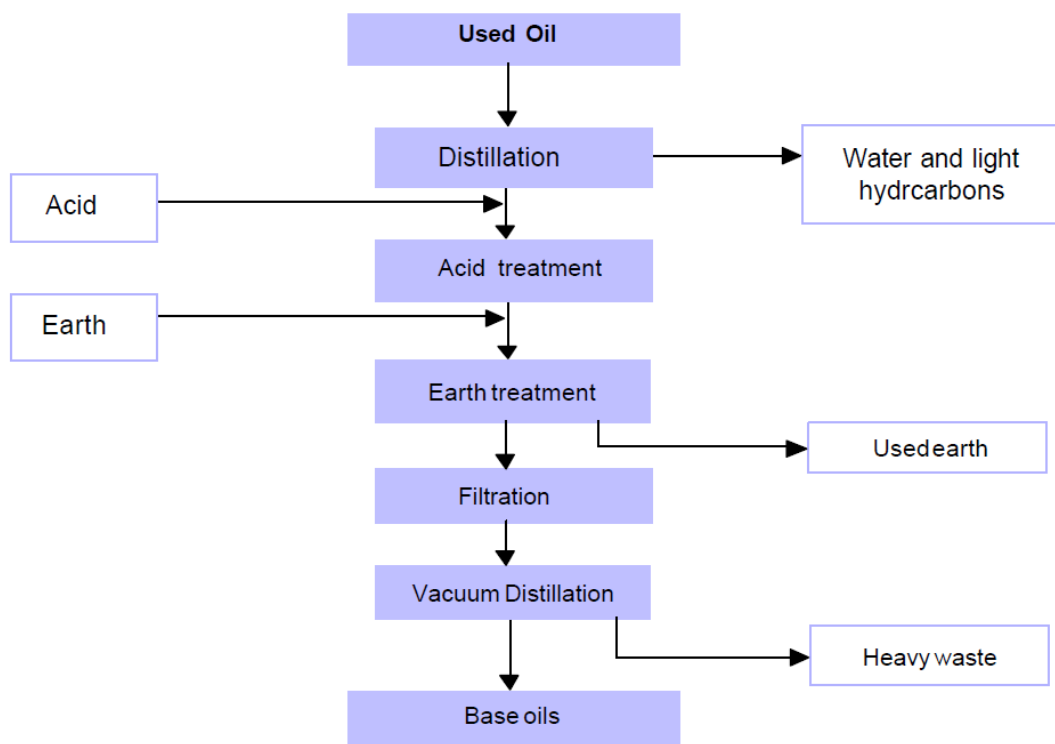 Used Oil
Distillation
Water and light
hydrcarbons
Acid
Acid treatment
Earth
Earth treatment
Used earth
Filtration
Vacuum Distillation
Heavy waste
Base oils